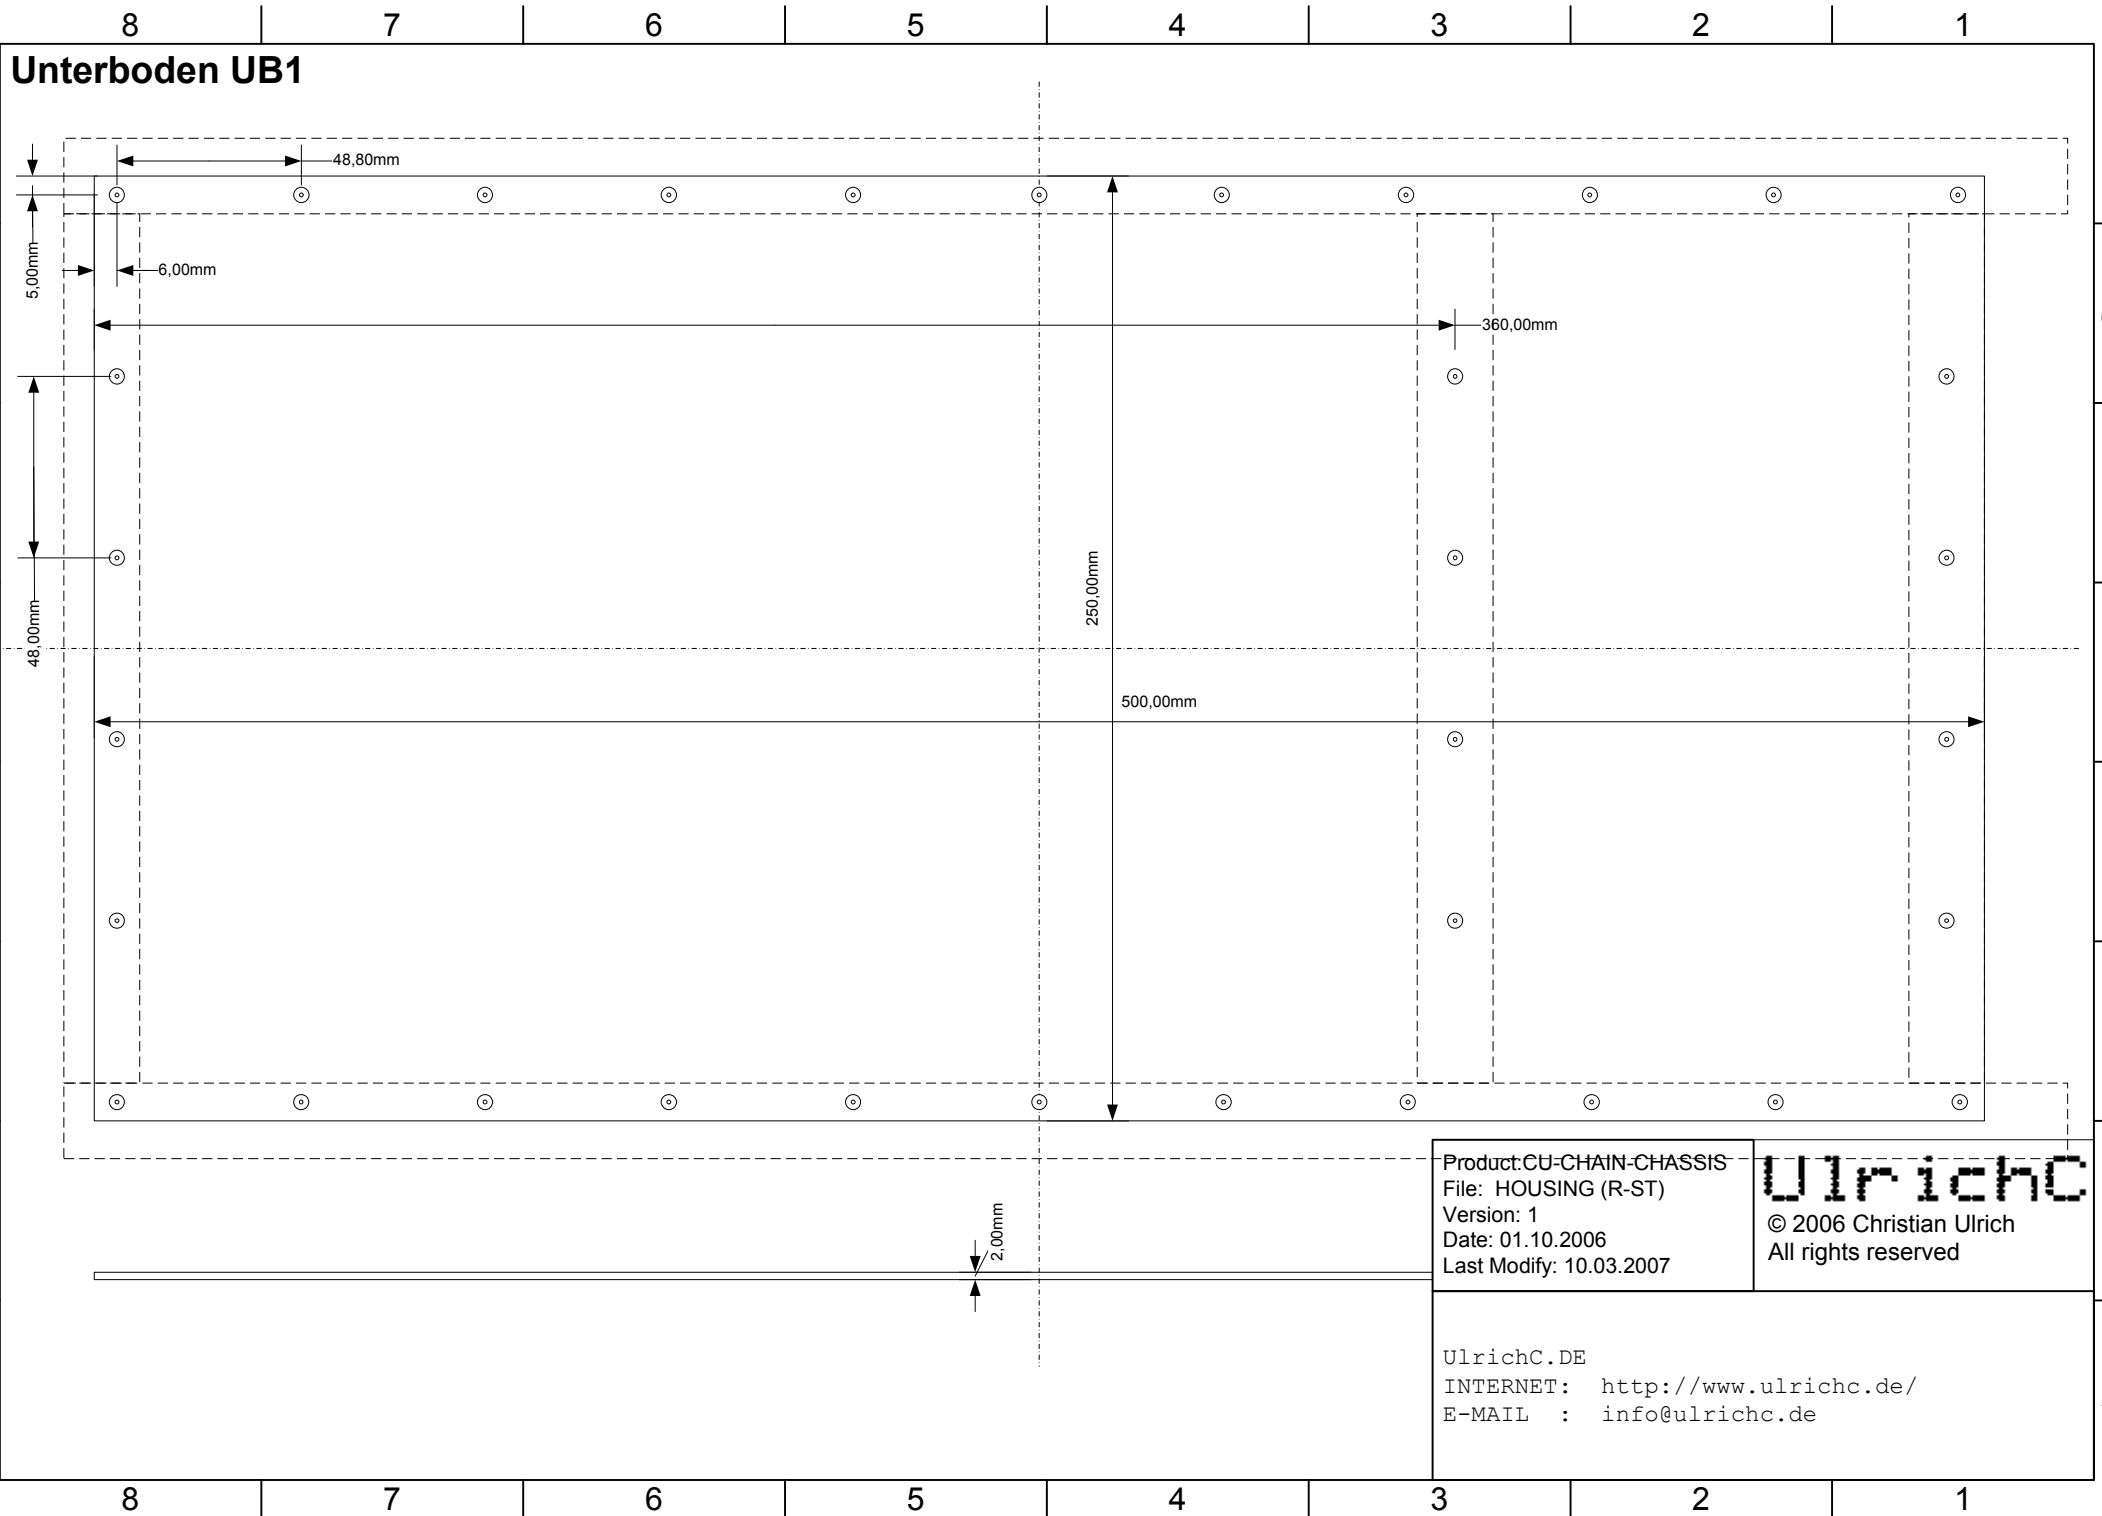 8 7 6 5 4 3 2 1
Unterboden UB1
48,80mm
5,00mm
6,00mm
360,00mm
48,00mm
250,00mm
500,00mm
2,00mm
Product:CU-CHAIN-CHASSIS
File: HOUSING (R-ST)
Version: 1
Date: 01.10.2006
Last Modify: 10.03.2007
UlrichC
© 2006 Christian Ulrich
All rights reserved
UlrichC.DE
INTERNET: http://www.ulrichc.de/
E-MAIL : info@ulrichc.de
8 7 6 5 4 3 2 1